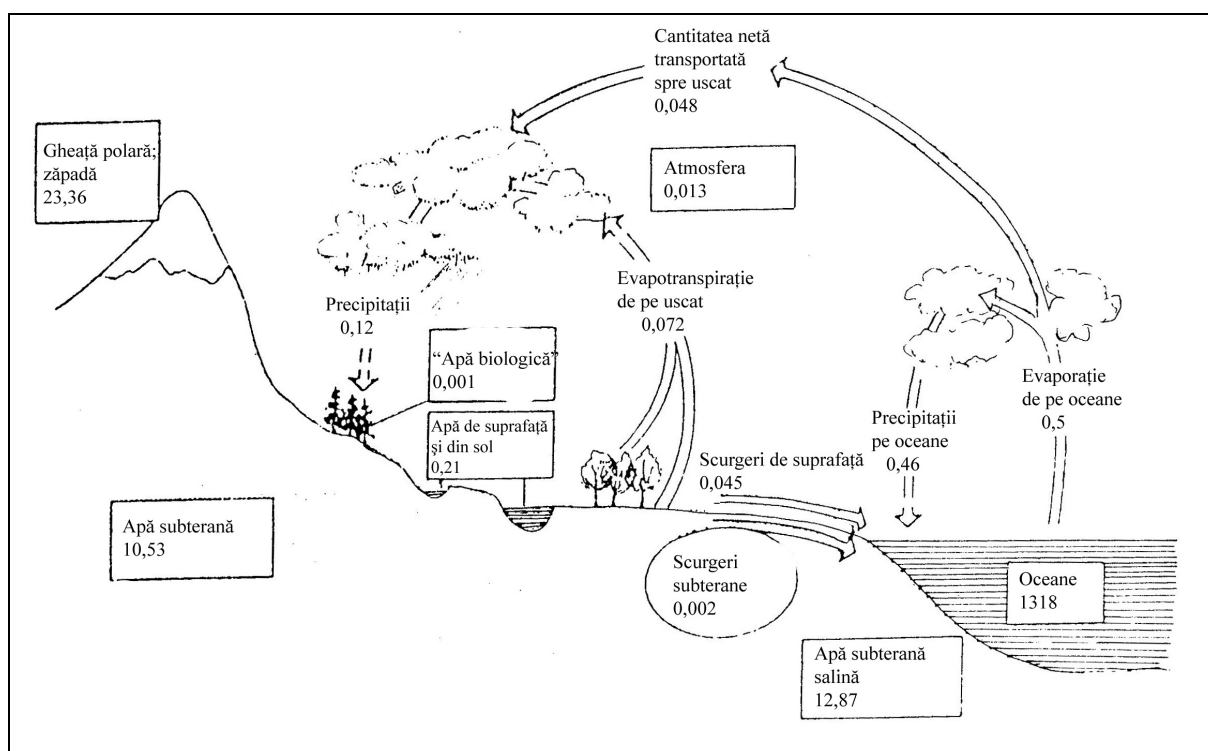 Cantitatea netă
transportată
spre uscat
0,048
Gheață polară;
zăpadă
23,36
Atmosfera
0,013
Precipitații
0,12
Evapotranspirație
de pe uscat
0,072
“Apă biologică”
0,001
Apă de suprafață
şi din sol
0,21
Evaporație
de pe oceane
0,5
Precipitații
pe oceane
0,46
Scurgeri de suprafață
0,045
Apă subterană
10,53
Scurgeri
subterane
0,002
Oceane
1318
Apă subterană
salină
12,87